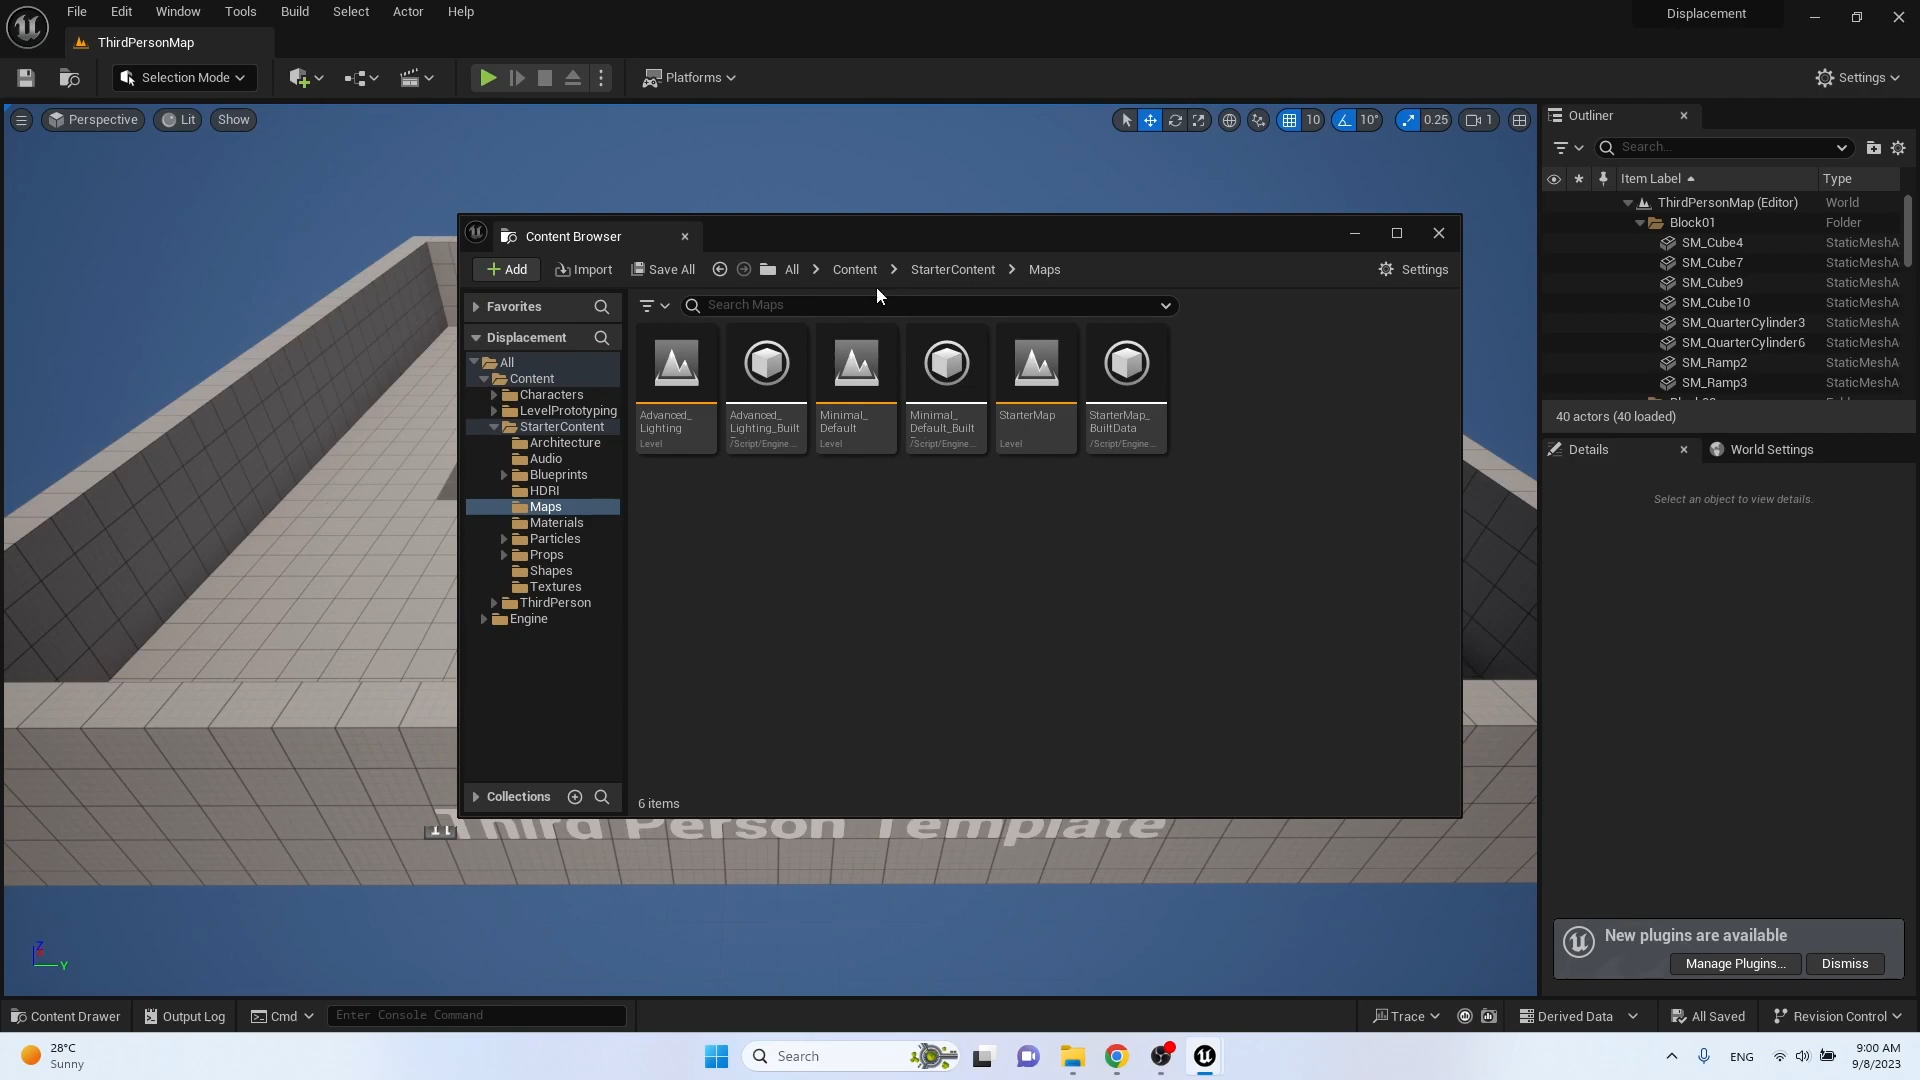 File Edit Window Tools Build Select Actor Help
Displacement
ThirdPersonMap
Selection Mode
Platforms
Settings
Perspective
Lit
Show
10
10°
0.25
1
Outliner
Search...
Item Label
Type
ThirdPersonMap (Editor) World
Block01 Folder
SM_Cube4 StaticMeshA
SM_Cube7 StaticMeshA
SM_Cube9 StaticMeshA
SM_Cube10 StaticMeshA
SM_QuarterCylinder3 StaticMeshA
SM_QuarterCylinder6 StaticMeshA
SM_Ramp2 StaticMeshA
SM_Ramp3 StaticMeshA
40 actors (40 loaded)
Details
World Settings
Select an object to view details.
Content Browser
Add
Import
Save All
All
Content
StarterContent
Maps
Settings
Favorites
Displacement
All
Content
Characters
LevelPrototyping
StarterContent
Architecture
Audio
Blueprints
HDRI
Maps
Materials
Particles
Props
Shapes
Textures
ThirdPerson
Engine
Collections
Search Maps
Advanced_
Lighting
Level
Advanced_
Lighting_Built
/Script/Engine...
Minimal_
Default
Level
Minimal_
Default_Built
/Script/Engine...
StarterMap
Level
StarterMap_
BuiltData
/Script/Engine...
6 items
Third Person Template
Z
Y
New plugins are available
Manage Plugins...
Dismiss
Content Drawer
Output Log
Cmd
Enter Console Command
Trace
Derived Data
All Saved
Revision Control
28°C
Sunny
Search
ENG
9:00 AM
9/8/2023